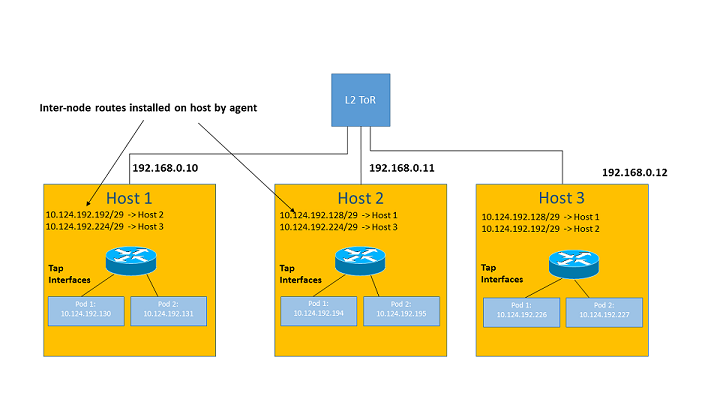 L2 ToR
Inter-node routes installed on host by agent
192.168.0.10
192.168.0.11
192.168.0.12
Host 1
10.124.192.192/29 -> Host 2
10.124.192.224/29 -> Host 3
Tap
Interfaces
Pod 1:
10.124.192.130
Pod 2:
10.124.192.131
Host 2
10.124.192.128/29 -> Host 1
10.124.192.224/29 -> Host 3
Tap
Interfaces
Pod 1:
10.124.192.194
Pod 2:
10.124.192.195
Host 3
10.124.192.128/29 -> Host 1
10.124.192.192/29 -> Host 2
Tap
Interfaces
Pod 1:
10.124.192.226
Pod 2:
10.124.192.227